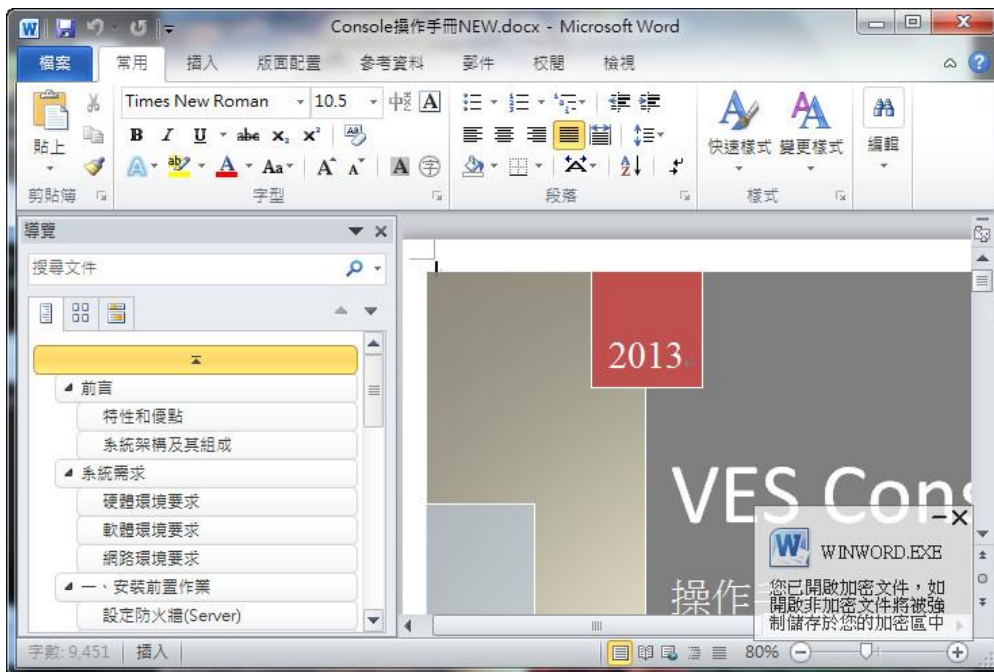 Console操作手冊NEW.docx - Microsoft Word
檔案 常用 插入 版面配置 參考資料 郵件 校閱 檢視
Times New Roman 10.5
B I U abc x₂ x²
Aa
貼上
快速樣式 變更樣式 編輯
剪貼簿 字型 段落 樣式
導覽
搜尋文件
前言
特性和優點
系統架構及其組成
系統需求
硬體環境要求
軟體環境要求
網路環境要求
一、安裝前置作業
設定防火牆(Server)
2013
VES Cons
操作手
WINWORD.EXE
您已開啟加密文件，如
開啟非加密文件將被強
制儲存於您的加密區中
字數: 9,451 插入 80%